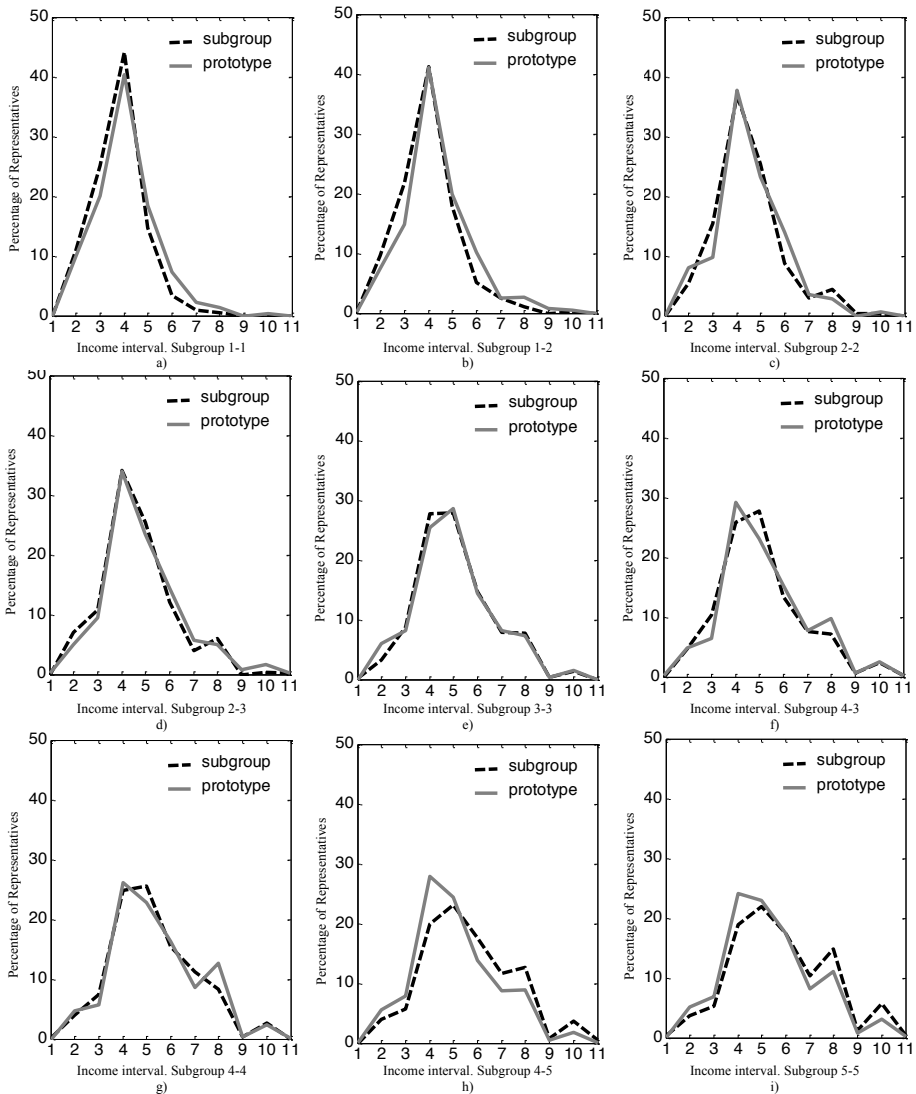 50
40
30
20
10
0
Percentage of Representatives
subgroup
prototype
1 2 3 4 5 6 7 8 9 10 11
Income interval. Subgroup 1-1
a)
50
40
30
20
10
0
Percentage of Representatives
subgroup
prototype
1 2 3 4 5 6 7 8 9 10 11
Income interval. Subgroup 1-2
b)
50
40
30
20
10
0
Percentage of Representatives
subgroup
prototype
1 2 3 4 5 6 7 8 9 10 11
Income interval. Subgroup 2-2
c)
50
40
30
20
10
0
Percentage of Representatives
subgroup
prototype
1 2 3 4 5 6 7 8 9 10 11
Income interval. Subgroup 2-3
d)
50
40
30
20
10
0
Percentage of Representatives
subgroup
prototype
1 2 3 4 5 6 7 8 9 10 11
Income interval. Subgroup 3-3
e)
50
40
30
20
10
0
Percentage of Representatives
subgroup
prototype
1 2 3 4 5 6 7 8 9 10 11
Income interval. Subgroup 4-3
f)
50
40
30
20
10
0
Percentage of Representatives
subgroup
prototype
1 2 3 4 5 6 7 8 9 10 11
Income interval. Subgroup 4-4
g)
50
40
30
20
10
0
Percentage of Representatives
subgroup
prototype
1 2 3 4 5 6 7 8 9 10 11
Income interval. Subgroup 4-5
h)
50
40
30
20
10
0
Percentage of Representatives
subgroup
prototype
1 2 3 4 5 6 7 8 9 10 11
Income interval. Subgroup 5-5
i)